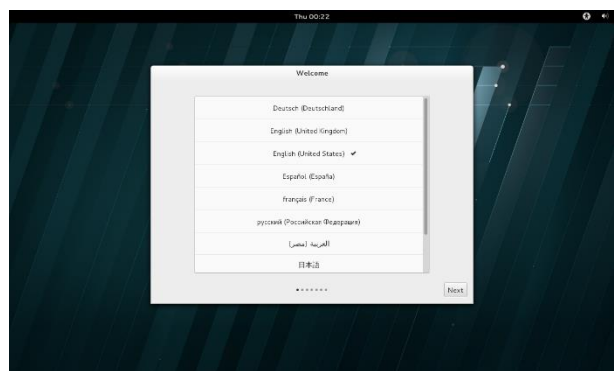 Thu 00:22
Welcome
Deutsch (Deutschland)
English (United Kingdom)
English (United States) ✔
Español (España)
français (France)
русский (Российская Федерация)
العربية (مصر)
日本語
Next